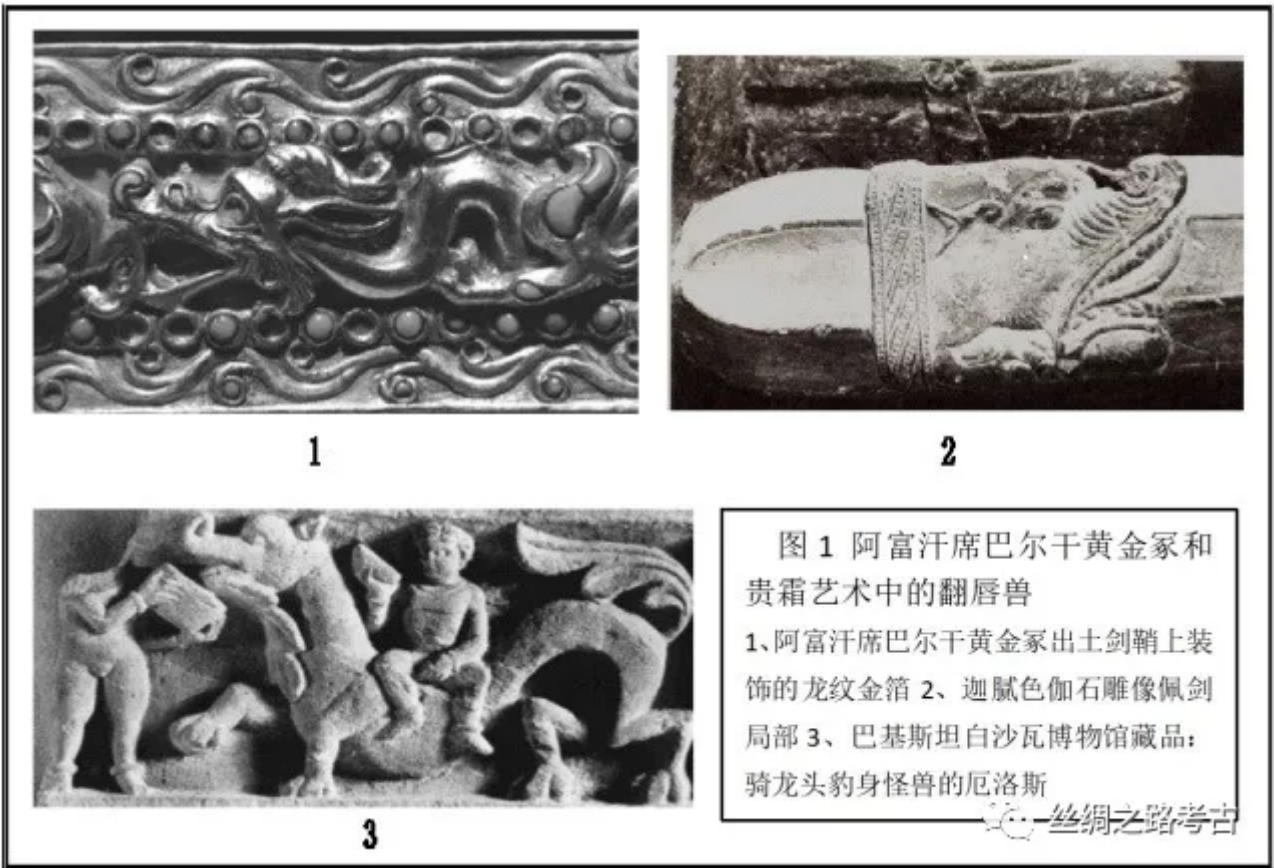 1
2
3
图1 阿富汗席巴尔干黄金冢和
贵霜艺术中的翻唇兽
1、阿富汗席巴尔干黄金冢出土剑鞘上装
饰的龙纹金箔 2、迦腻色伽石雕像佩剑
局部 3、巴基斯坦白沙瓦博物馆藏品：
骑龙头豹身怪兽的厄洛斯
丝绸之路考古